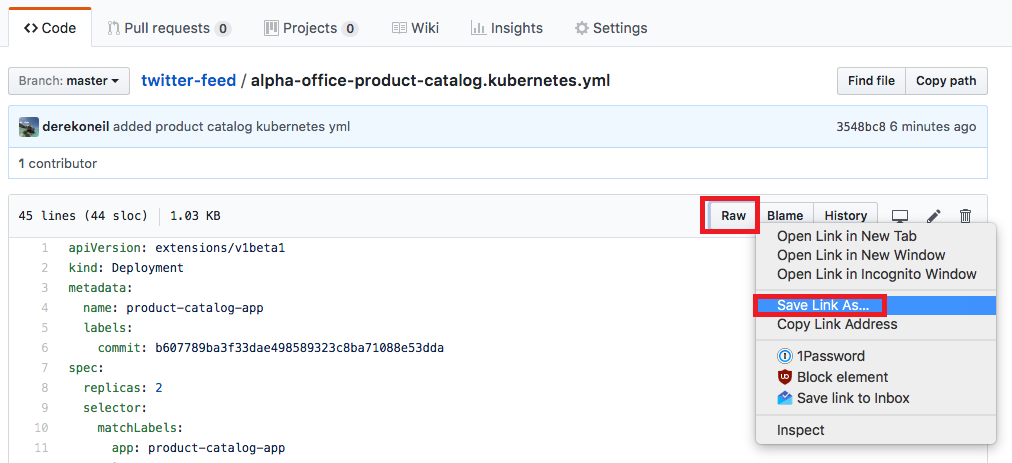 Code Pull requests 0 Projects 0 Wiki Insights Settings
Branch: master twitter-feed / alpha-office-product-catalog.kubernetes.yml Find file Copy path
derekoneil added product catalog kubernetes yml 3548bc8 6 minutes ago
1 contributor
45 lines (44 sloc) 1.03 KB Raw Blame History
1 apiVersion: extensions/v1beta1
2 kind: Deployment
3 metadata:
4 name: product-catalog-app
5 labels:
6 commit: b607789ba3f33dae498589323c8ba71088e53dda
7 spec:
8 replicas: 2
9 selector:
10 matchLabels:
11 app: product-catalog-app
Open Link in New Tab
Open Link in New Window
Open Link in Incognito Window
Save Link As...
Copy Link Address
1Password
Block element
Save link to Inbox
Inspect